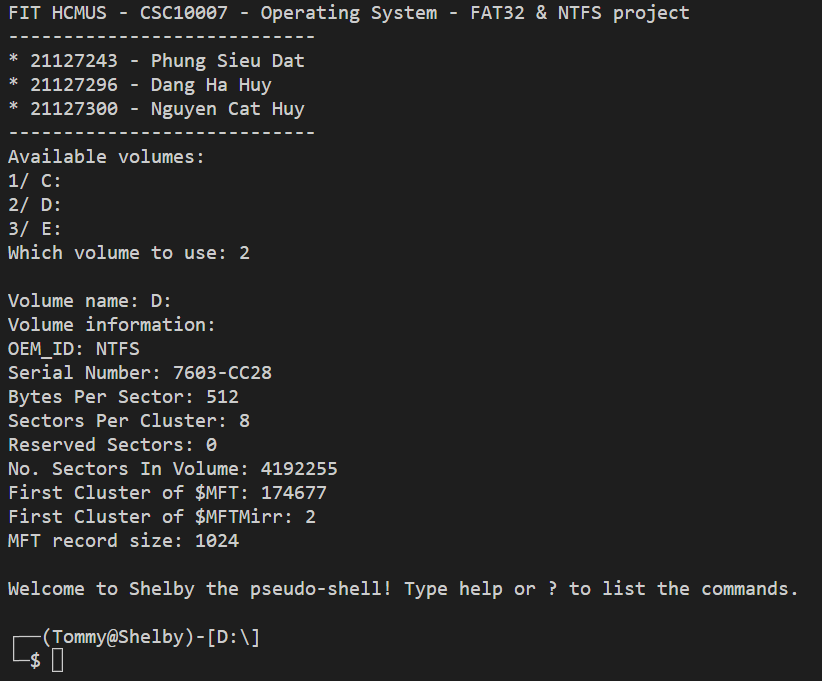 FIT HCMUS - CSC10007 - Operating System - FAT32 & NTFS project
----------------------------
* 21127243 - Phung Sieu Dat
* 21127296 - Dang Ha Huy
* 21127300 - Nguyen Cat Huy
----------------------------
Available volumes:
1/ C:
2/ D:
3/ E:
Which volume to use: 2
Volume name: D:
Volume information:
OEM_ID: NTFS
Serial Number: 7603-CC28
Bytes Per Sector: 512
Sectors Per Cluster: 8
Reserved Sectors: 0
No. Sectors In Volume: 4192255
First Cluster of $MFT: 174677
First Cluster of $MFTMirr: 2
MFT record size: 1024
Welcome to Shelby the pseudo-shell! Type help or ? to list the commands.
┌──(Tommy@Shelby)-[D:\]
└─$